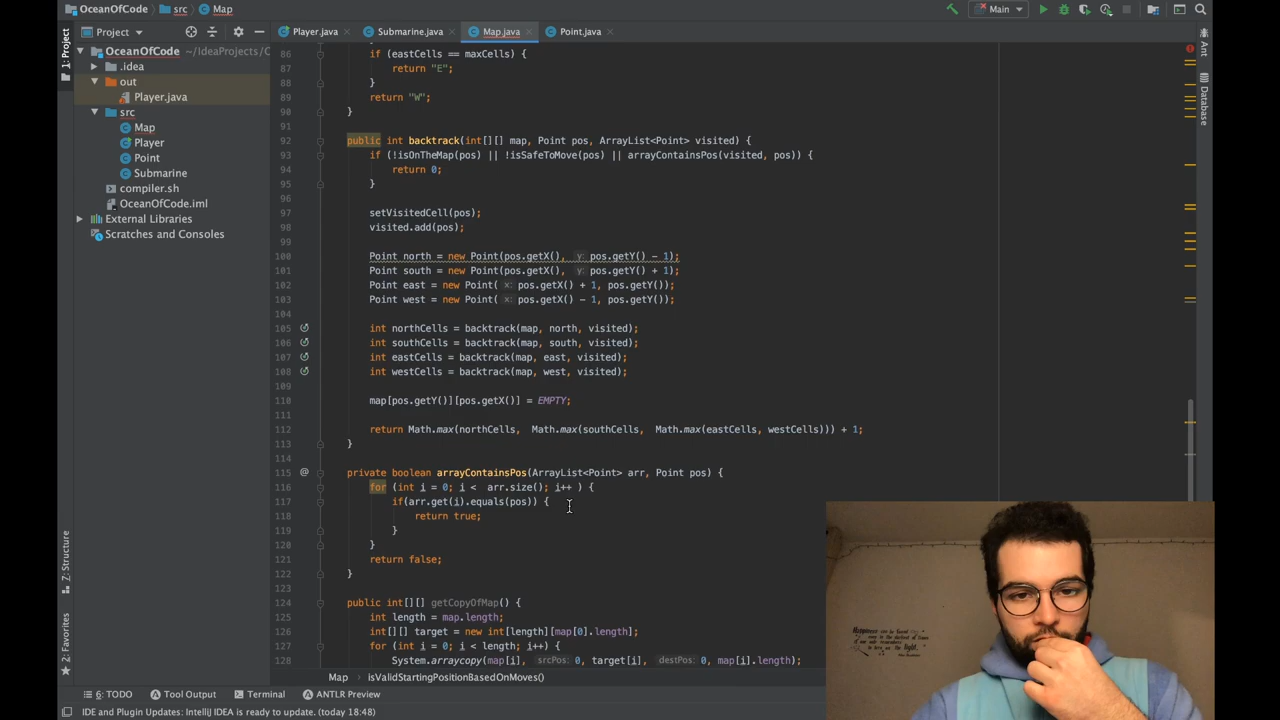 OceanOfCode src Map Main
Project Player.java Submarine.java Map.java Point.java
1: Project
OceanOfCode ~/IdeaProjects/O
.idea
out
Player.java
src
Map
Player
Point
Submarine
compiler.sh
OceanOfCode.iml
External Libraries
Scratches and Consoles
Z: Structure
2: Favorites
Ant
Database
86 if (eastCells == maxCells) {
87 return "E";
88 }
89 return "W";
90 }
91
92 public int backtrack(int[][] map, Point pos, ArrayList<Point> visited) {
93 if (!isOnTheMap(pos) || !isSafeToMove(pos) || arrayContainsPos(visited, pos)) {
94 return 0;
95 }
96
97 setVisitedCell(pos);
98 visited.add(pos);
99
100 Point north = new Point(pos.getX(), y: pos.getY() - 1);
101 Point south = new Point(pos.getX(), y: pos.getY() + 1);
102 Point east = new Point( x: pos.getX() + 1, pos.getY());
103 Point west = new Point( x: pos.getX() - 1, pos.getY());
104
105 int northCells = backtrack(map, north, visited);
106 int southCells = backtrack(map, south, visited);
107 int eastCells = backtrack(map, east, visited);
108 int westCells = backtrack(map, west, visited);
109
110 map[pos.getY()][pos.getX()] = EMPTY;
111
112 return Math.max(northCells, Math.max(southCells, Math.max(eastCells, westCells))) + 1;
113 }
114
115 @ private boolean arrayContainsPos(ArrayList<Point> arr, Point pos) {
116 for (int i = 0; i < arr.size(); i++ ) {
117 if(arr.get(i).equals(pos)) {
118 return true;
119 }
120 }
121 return false;
122 }
123
124 public int[][] getCopyOfMap() {
125 int length = map.length;
126 int[][] target = new int[length][map[0].length];
127 for (int i = 0; i < length; i++) {
128 System.arraycopy(map[i], srcPos: 0, target[i], destPos: 0, map[i].length);
Map isValidStartingPositionBasedOnMoves()
6: TODO Tool Output Terminal ANTLR Preview
IDE and Plugin Updates: IntelliJ IDEA is ready to update. (today 18:48)